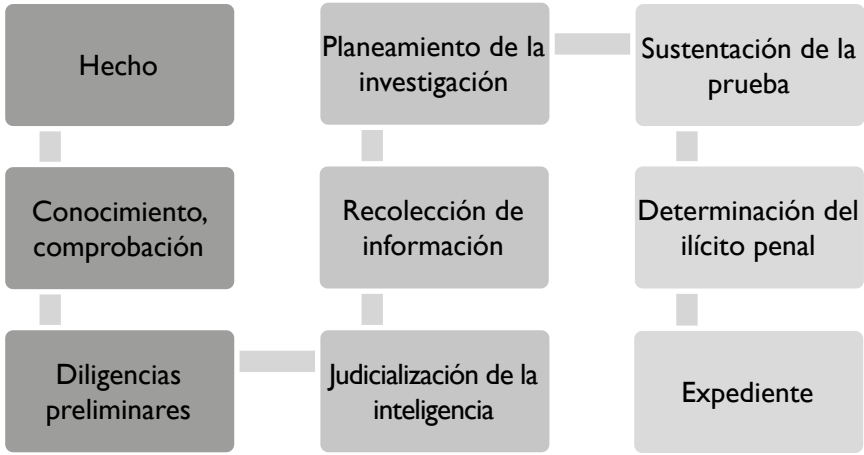 Hecho
Conocimiento,
comprobación
Diligencias
preliminares
Judicialización de la
inteligencia
Recolección de
información
Planeamiento de la
investigación
Sustentación de la
prueba
Determinación del
ilícito penal
Expediente